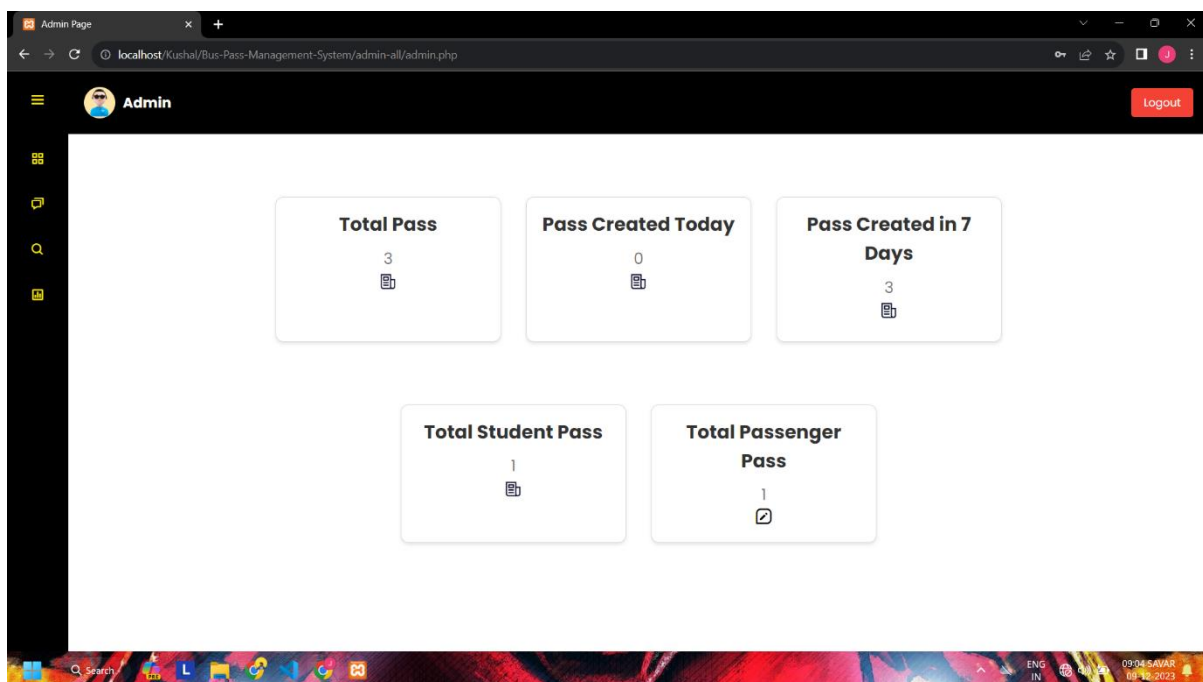 Admin Page
localhost/Kushal/Bus-Pass-Management-System/admin-all/admin.php
J
Admin
Logout
Total Pass
3
Pass Created Today
0
Pass Created in 7
Days
3
Total Student Pass
1
Total Passenger
Pass
1
Search
PRE
L
ENG
IN
09:04 SAVAR
09-12-2023